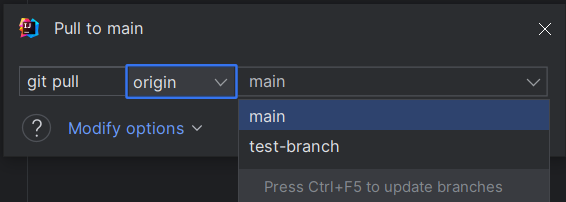 Pull to main
git pull origin main
Modify options
main
test-branch
Press Ctrl+F5 to update branches